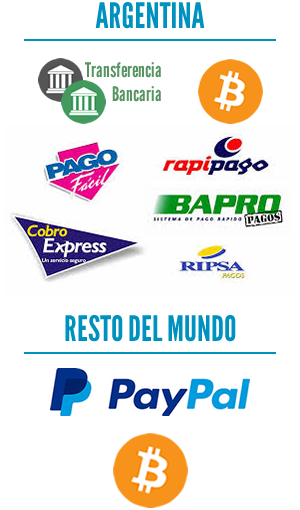 ARGENTINA
Transferencia
Bancaria
PAGO
Fácil
rapipago
BAPRO
SISTEMA DE PAGO RAPIDO
PAGOS
Cobro
Express
Un servicio seguro
RIPSA
PAGOS
RESTO DEL MUNDO
PayPal